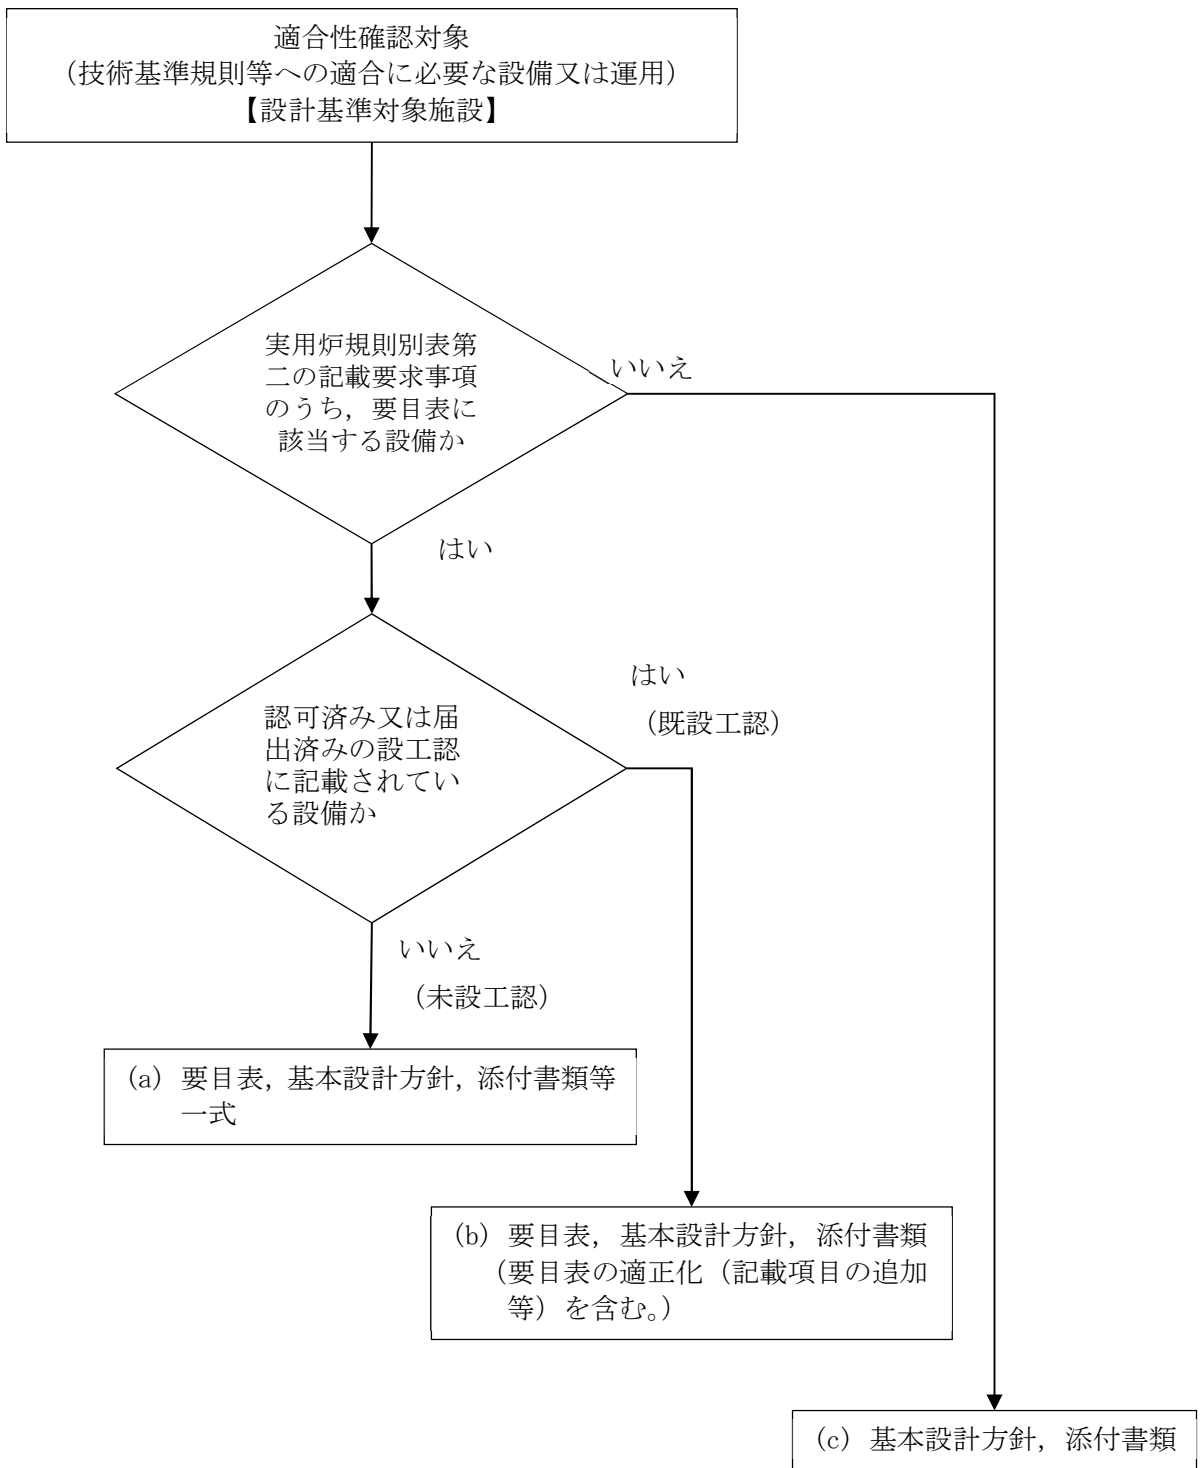 適合性確認対象
（技術基準規則等への適合に必要な設備又は運用）
【設計基準対象施設】
実用炉規則別表第
二の記載要求事項
のうち，要目表に
該当する設備か
いいえ
はい
認可済み又は届
出済みの設工認
に記載されてい
る設備か
はい
（既設工認）
いいえ
（未設工認）
(a) 要目表，基本設計方針，添付書類等
一式
(b) 要目表，基本設計方針，添付書類
（要目表の適正化（記載項目の追加
等）を含む。）
(c) 基本設計方針，添付書類